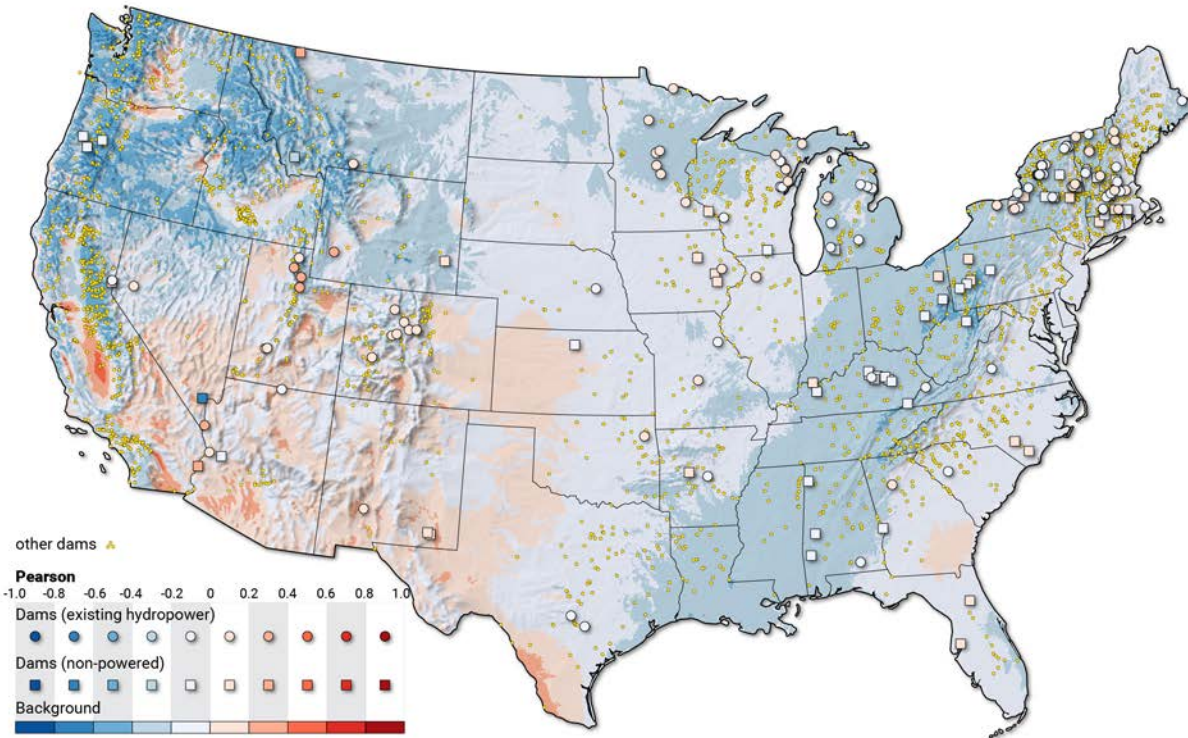 other dams
Pearson
-1.0 -0.8 -0.6 -0.4 -0.2 0 0.2 0.4 0.6 0.8 1.0
Dams (existing hydropower)
Dams (non-powered)
Background